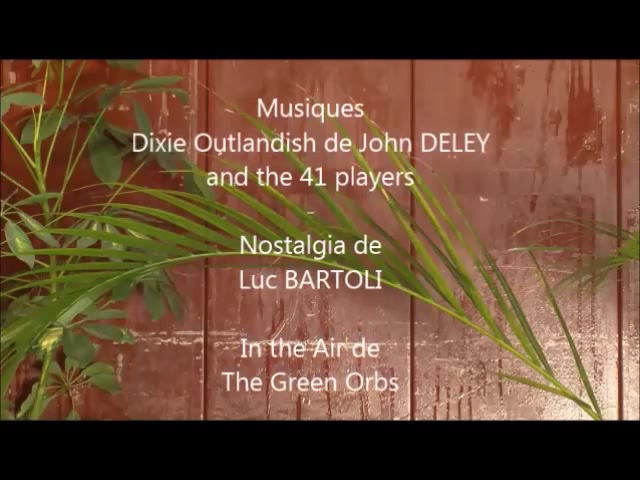 Musiques
Dixie Outlandish de John DELEY
and the 41 players
Nostalgia de
Luc BARTOLI
In the Air de
The Green Orbs